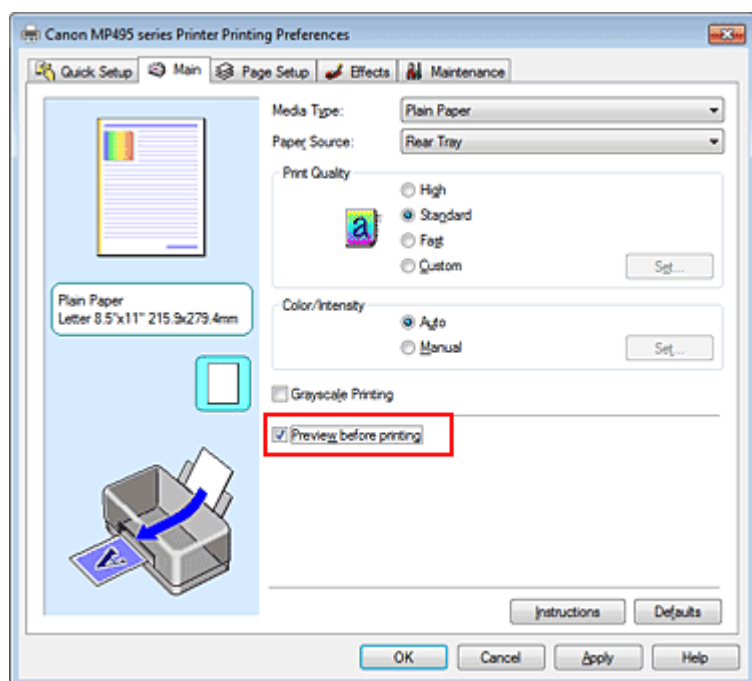 Canon MP495 series Printer Printing Preferences
Quick Setup Main Page Setup Effects Maintenance
Media Type: Plain Paper
Paper Source: Rear Tray
Print Quality
High
a
Standard
Fast
Custom Set...
Plain Paper
Letter 8.5"x11" 215.9x279.4mm
Color/Intensity
Auto
Manual Set...
Grayscale Printing
Preview before printing
A
Instructions Defaults
OK Cancel Apply Help